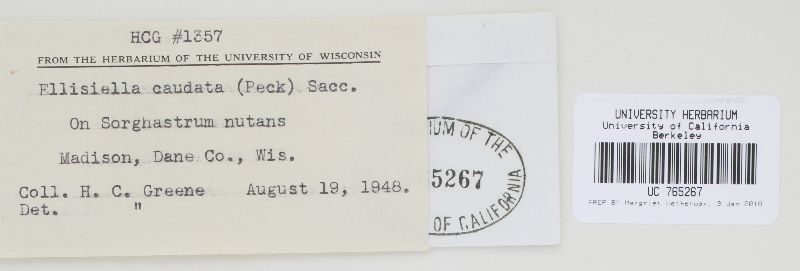 HCG #1357
FROM THE HERBARIUM OF THE UNIVERSITY OF WISCONSIN
Ellisiella caudata (Peck) Sacc.
On Sorghastrum nutans
Madison, Dane Co., Wis.
Coll. H. C. Greene August 19, 1948.
Det. "
IUM OF THE
5267
OF CALIFORNIA
UNIVERSITY HERBARIUM
University of California
Berkeley
UC 765267
PREP BY Margriet Wetherwax, 3 Jan 2018